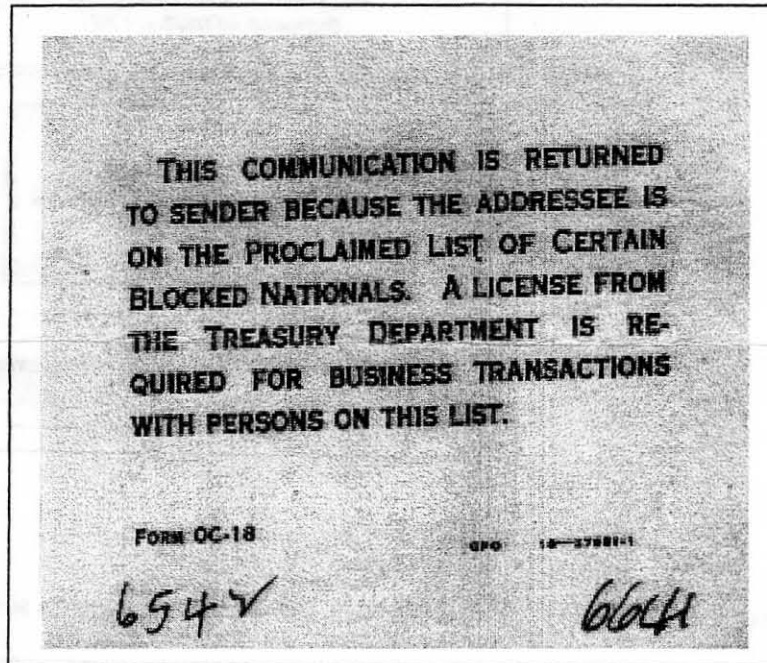 THIS COMMUNICATION IS RETURNED
TO SENDER BECAUSE THE ADDRESSEE IS
ON THE PROCLAIMED LIST OF CERTAIN
BLOCKED NATIONALS. A LICENSE FROM
THE TREASURY DEPARTMENT IS RE-
QUIRED FOR BUSINESS TRANSACTIONS
WITH PERSONS ON THIS LIST.
FORM OC-18 GPO
6542